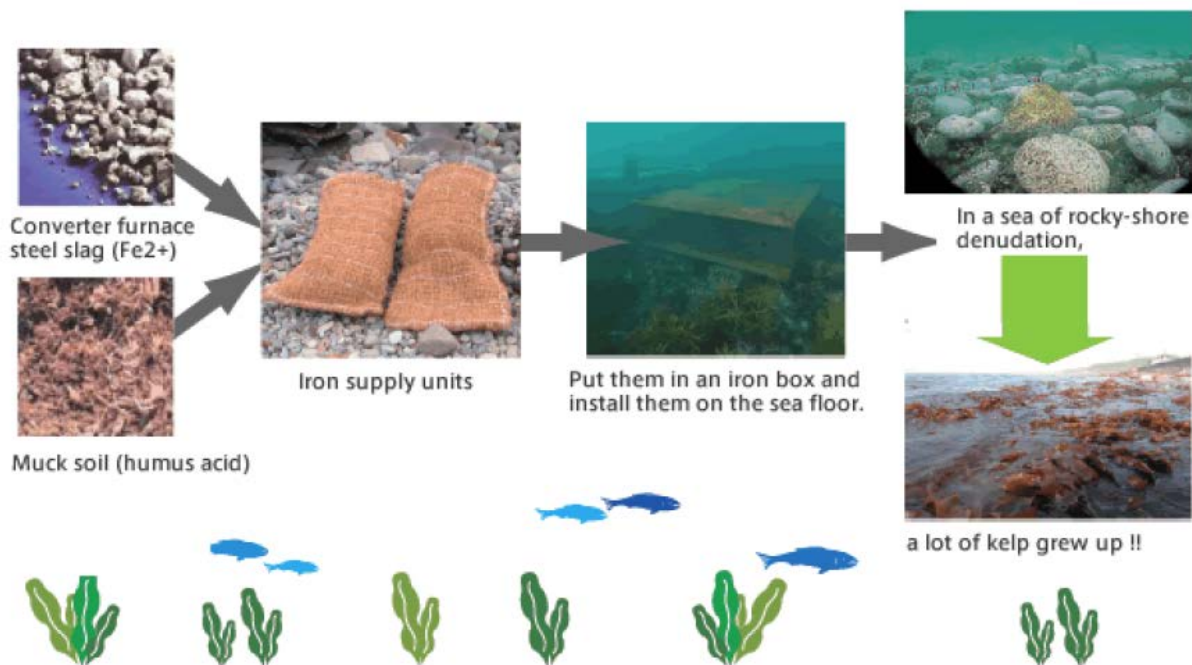 Converter furnace
steel slag (Fe2+)
Muck soil (humus acid)
Iron supply units
Put them in an iron box and
install them on the sea floor.
In a sea of rocky-shore
denudation,
a lot of kelp grew up !!